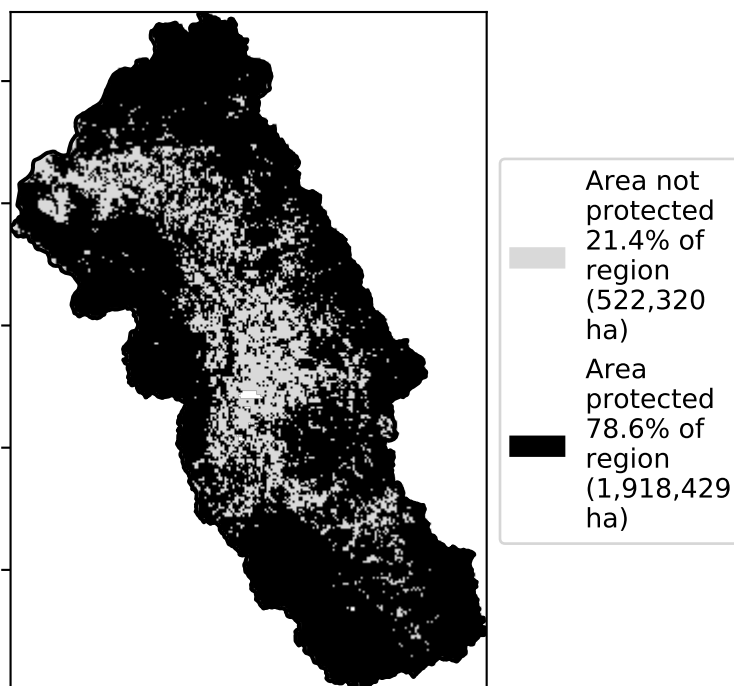 Area not
protected
21.4% of
region
(522,320
ha)
Area
protected
78.6% of
region
(1,918,429
ha)